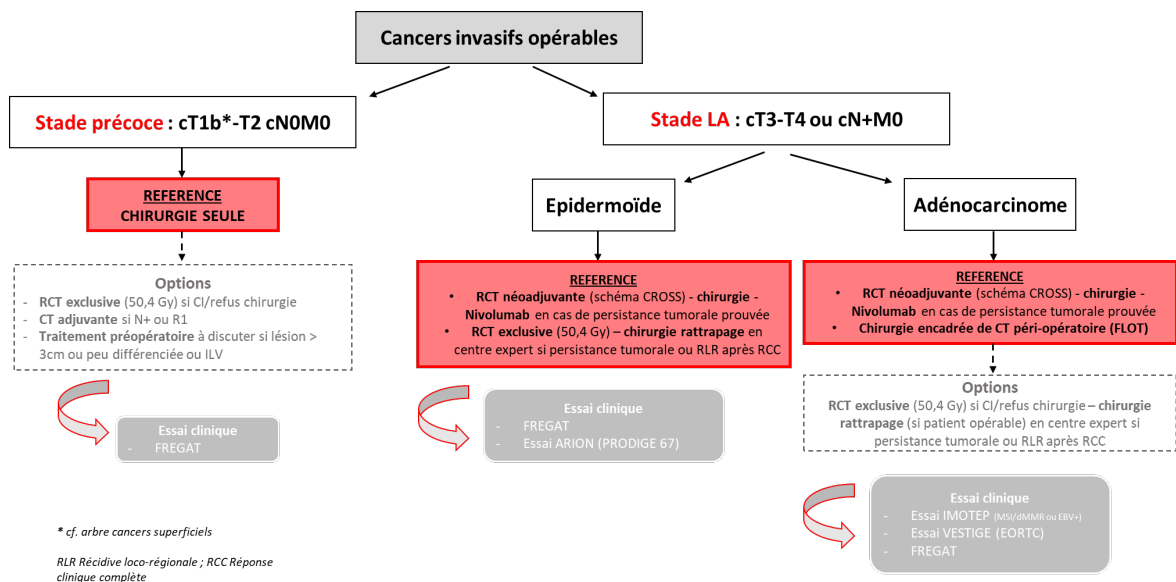 Cancers invasifs opérables
Stade précoce : cT1b*-T2 cN0M0
REFERENCE
CHIRURGIE SEULE
Options
- RCT exclusive (50,4 Gy) si CI/refus chirurgie
- CT adjuvante si N+ ou R1
- Traitement préopératoire à discuter si lésion >
3cm ou peu différenciée ou ILV
Essai clinique
- FREGAT
Stade LA : cT3-T4 ou cN+M0
Epidermoïde
REFERENCE
• RCT néoadjuvante (schéma CROSS) - chirurgie -
Nivolumab en cas de persistance tumorale prouvée
• RCT exclusive (50,4 Gy) – chirurgie rattrapage en
centre expert si persistance tumorale ou RLR après RCC
Essai clinique
- FREGAT
- Essai ARION (PRODIGE 67)
Adénocarcinome
REFERENCE
• RCT néoadjuvante (schéma CROSS) - chirurgie -
Nivolumab en cas de persistance tumorale prouvée
• Chirurgie encadrée de CT péri-opératoire (FLOT)
Options
RCT exclusive (50,4 Gy) si CI/refus chirurgie – chirurgie
rattrapage (si patient opérable) en centre expert si
persistance tumorale ou RLR après RCC
Essai clinique
- Essai IMOTEP (MSI/dMMR ou EBV+)
- Essai VESTIGE (EORTC)
- FREGAT
* cf. arbre cancers superficiels
RLR Récidive loco-régionale ; RCC Réponse
clinique complète